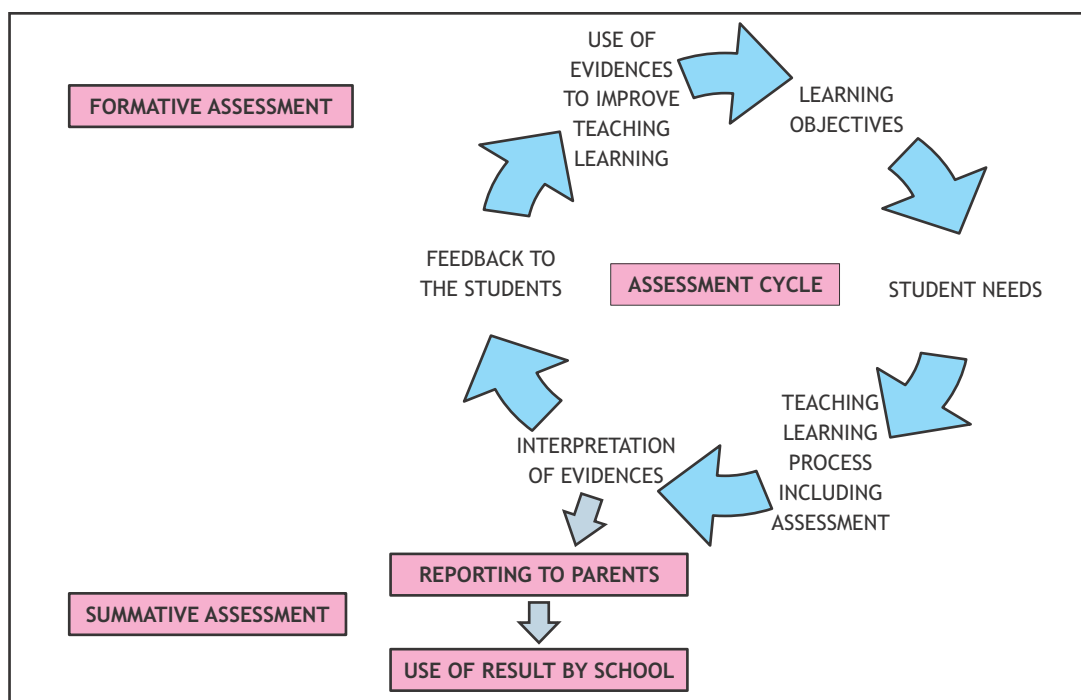 FORMATIVE ASSESSMENT
USE OF
EVIDENCES
TO IMPROVE
TEACHING
LEARNING
LEARNING
OBJECTIVES
FEEDBACK TO
THE STUDENTS
ASSESSMENT CYCLE
STUDENT NEEDS
TEACHING
LEARNING
PROCESS
INCLUDING
ASSESSMENT
INTERPRETATION
OF EVIDENCES
REPORTING TO PARENTS
SUMMATIVE ASSESSMENT
USE OF RESULT BY SCHOOL